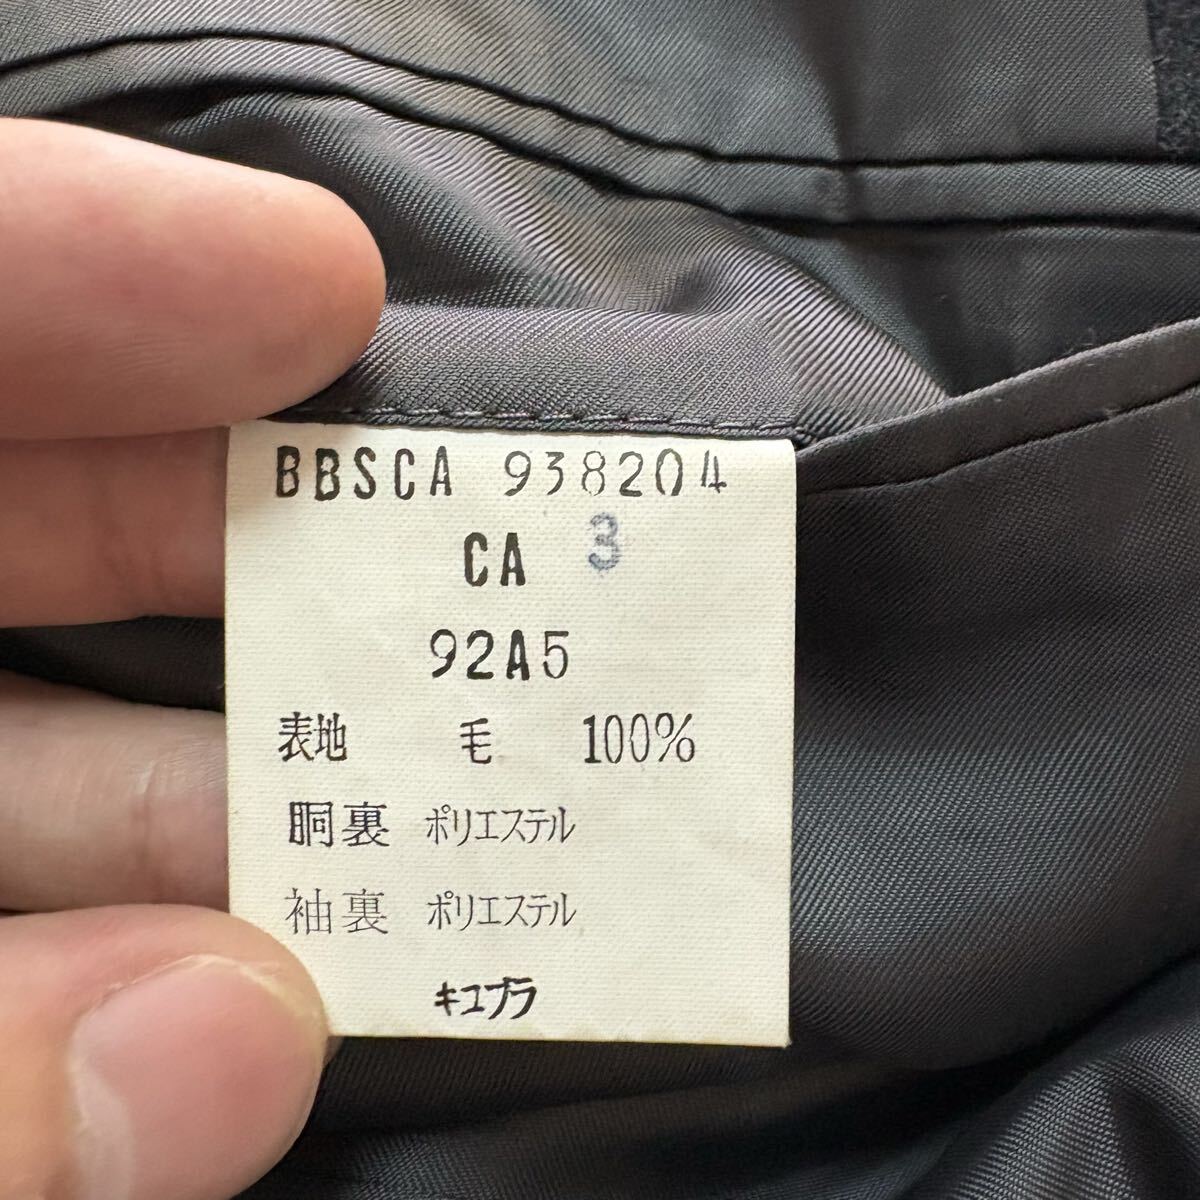 BBSCA 938204
CA 3
92A5
表地 毛 100%
胴裏 ポリエステル
袖裏 ポリエステル
キュプラ